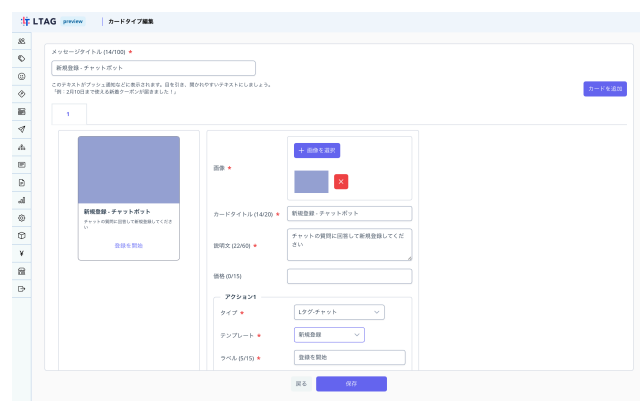 LTAG preview カードタイプ編集
メッセージタイトル (14/100) *
新規登録 - チャットボット
このテキストがプッシュ通知などに表示されます。目を引き、開かれやすいテキストにしましょう。
「例：2月10日まで使える新着クーポンが届きました！」
カードを追加
1
新規登録 - チャットボット
チャットの質問に回答して新規登録してください
登録を開始
画像 *
+ 画像を選択
カードタイトル (14/20) *
新規登録 - チャットボット
説明文 (22/60) *
チャットの質問に回答して新規登録してくだ
さい
価格 (0/15)
アクション1
タイプ *
Lタグ-チャット
テンプレート *
新規登録
ラベル (5/15) *
登録を開始
戻る
保存